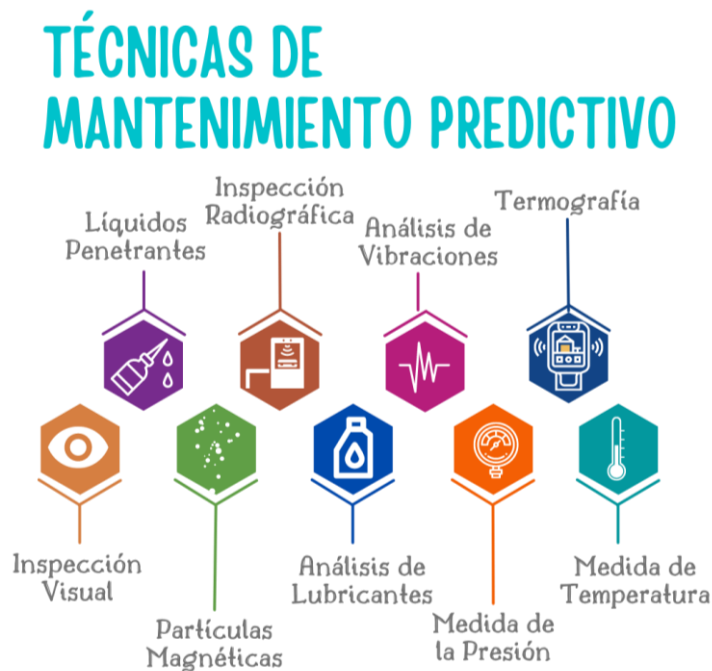 TÉCNICAS DE
MANTENIMIENTO PREDICTIVO
Líquidos
Penetrantes
Inspección
Radiográfica
Análisis de
Vibraciones
Termografía
Inspección
Visual
Partículas
Magnéticas
Análisis de
Lubricantes
Medida de
la Presión
Medida de
Temperatura